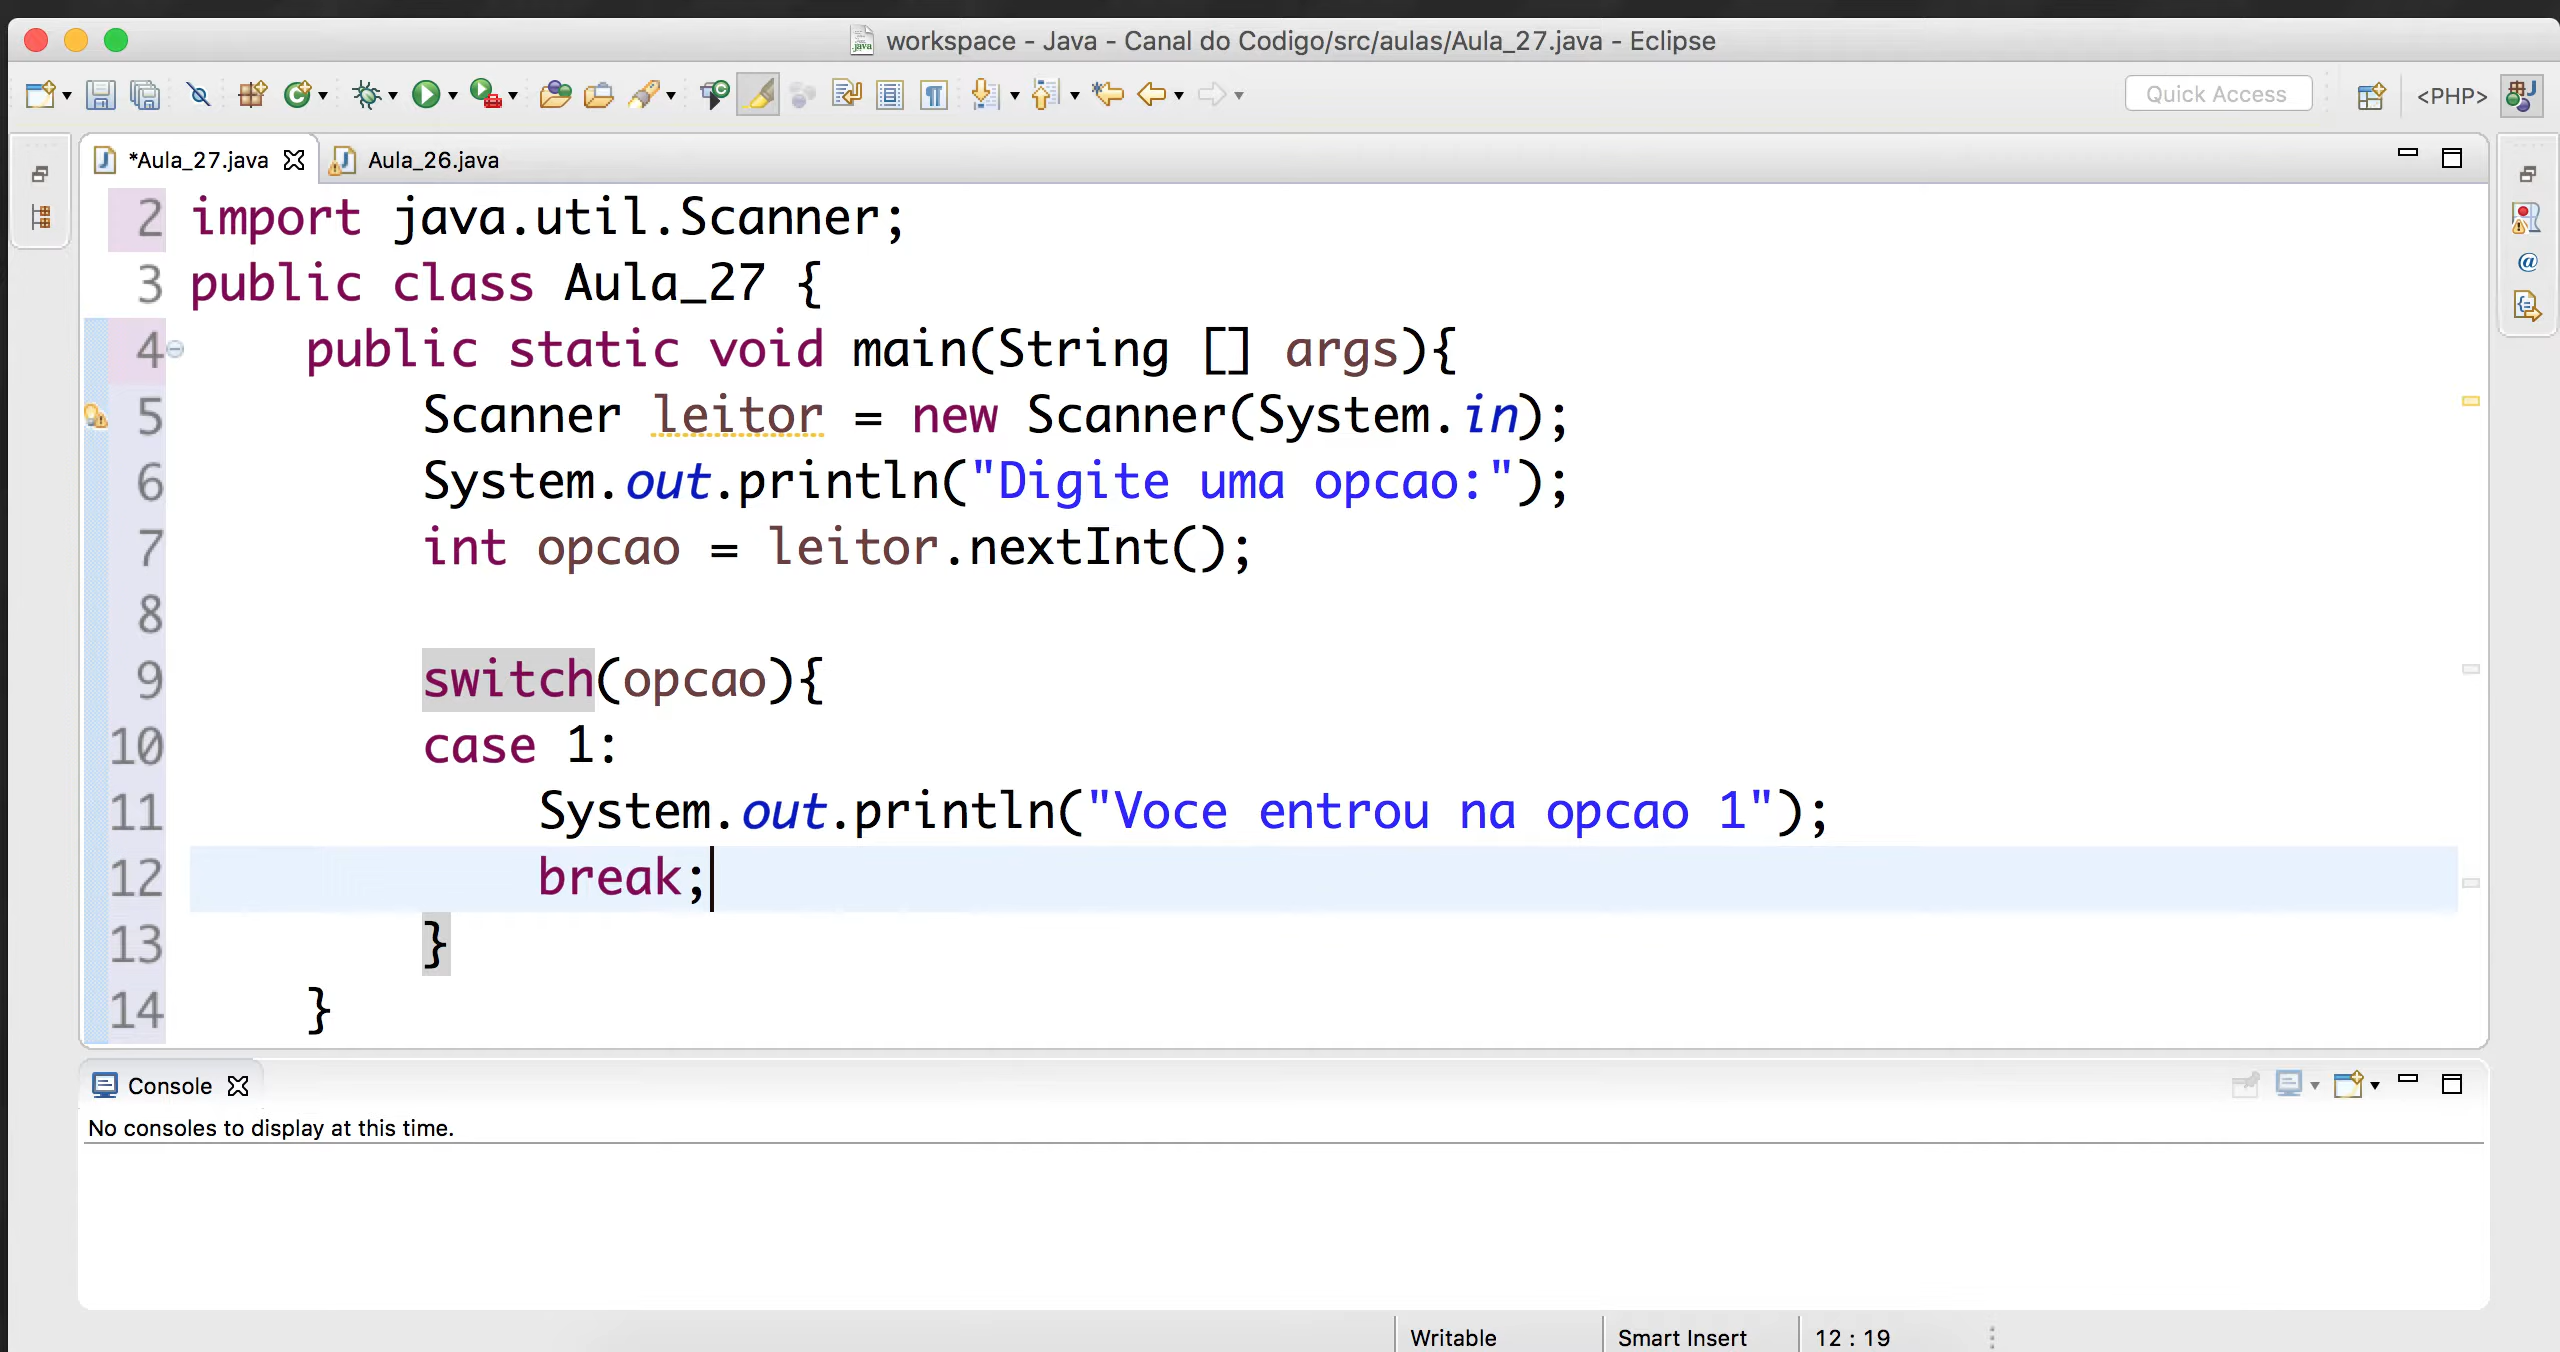 workspace - Java - Canal do Codigo/src/aulas/Aula_27.java - Eclipse
Quick Access
<PHP>
*Aula_27.java
Aula_26.java
2 import java.util.Scanner;
3 public class Aula_27 {
4 public static void main(String [] args){
5 Scanner leitor = new Scanner(System.in);
6 System.out.println("Digite uma opcao:");
7 int opcao = leitor.nextInt();
8
9 switch(opcao){
10 case 1:
11 System.out.println("Voce entrou na opcao 1");
12 break;
13 }
14 }
Console
No consoles to display at this time.
Writable
Smart Insert
12 : 19